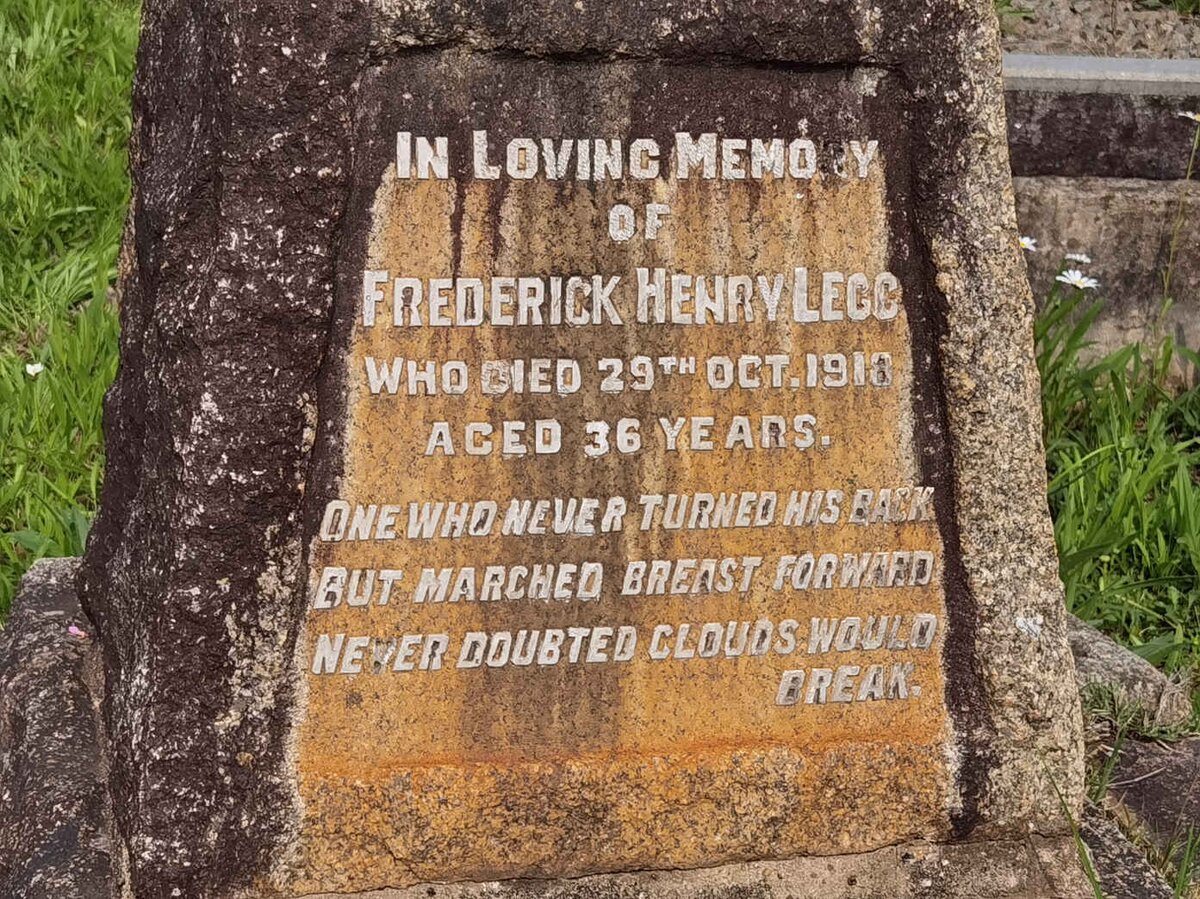 IN LOVING MEMORY
OF
FREDERICK HENRY LEGG
WHO DIED 29TH OCT. 1918
AGED 36 YEARS.
ONE WHO NEVER TURNED HIS BACK
BUT MARCHED BREAST FORWARD
NEVER DOUBTED CLOUDS WOULD
BREAK.